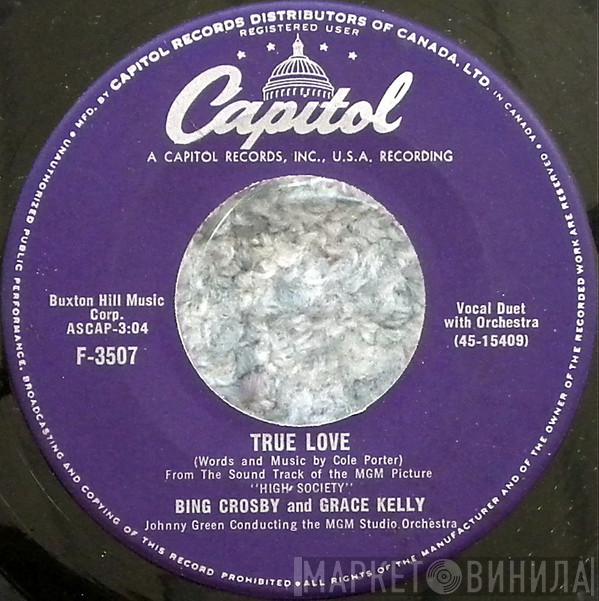 MFD. BY CAPITOL RECORDS DISTRIBUTORS OF CANADA, LTD. IN CANADA •
REGISTERED USER
Capitol
A CAPITOL RECORDS, INC., U.S.A. RECORDING
Buxton Hill Music
Corp.
ASCAP-3:04
F-3507
Vocal Duet
with Orchestra
(45-15409)
TRUE LOVE
(Words and Music by Cole Porter)
From The Sound Track of the MGM Picture
"HIGH SOCIETY"
BING CROSBY and GRACE KELLY
Johnny Green Conducting the MGM Studio Orchestra
• UNAUTHORIZED PUBLIC PERFORMANCE, BROADCASTING AND COPYING OF THIS RECORD PROHIBITED • ALL RIGHTS OF THE MANUFACTURER AND OF THE OWNER OF THE RECORDED WORK ARE RESERVED
МАРКЕТ ВИНИЛА